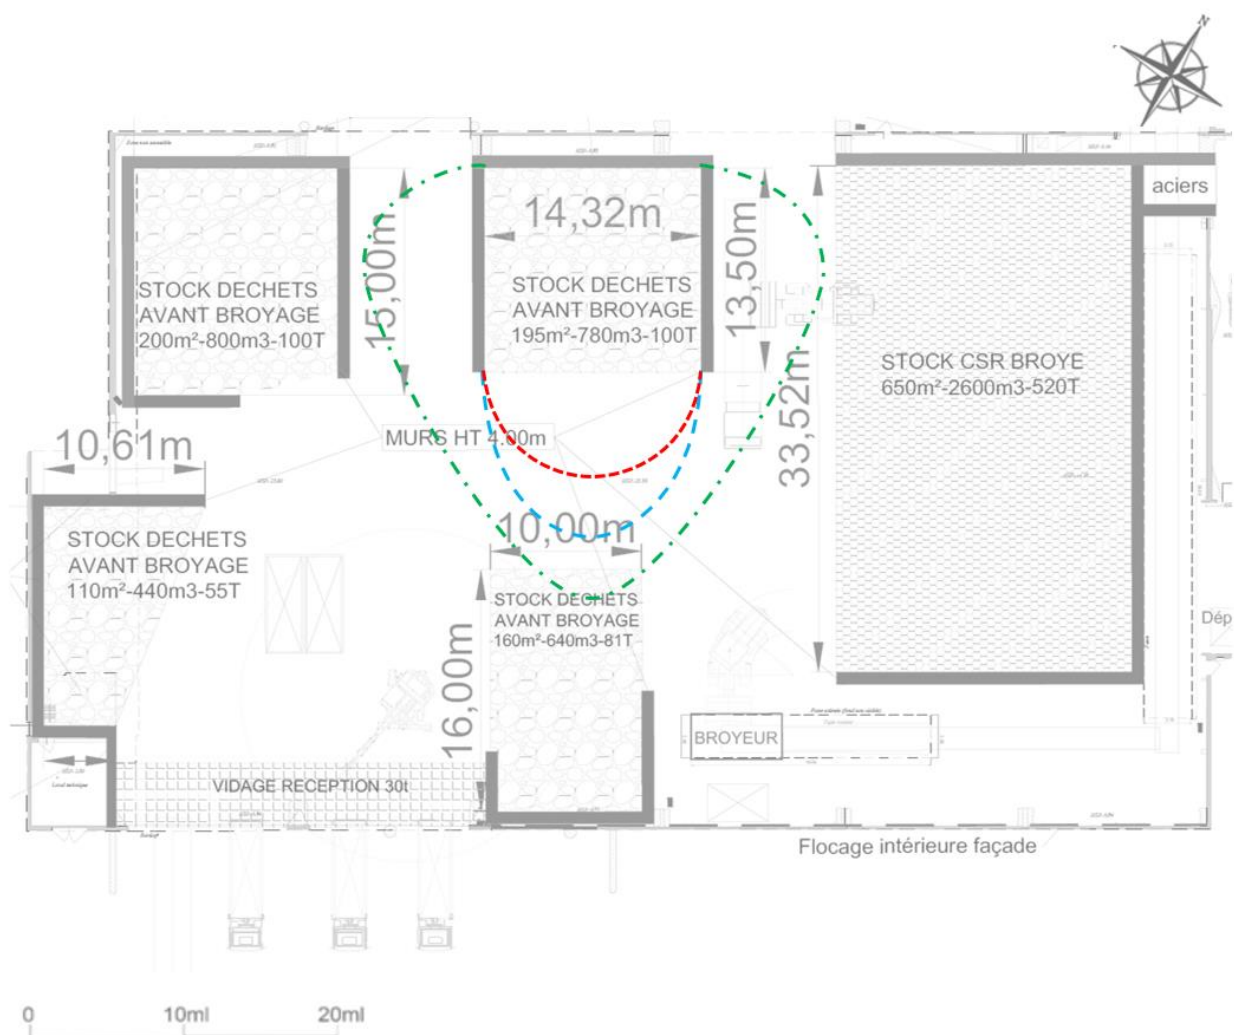 N
aciers
14,32m
15,00m
13,50m
STOCK DECHETS
AVANT BROYAGE
200m²-800m3-100T
STOCK DECHETS
AVANT BROYAGE
195m²-780m3-100T
STOCK CSR BROYE
650m²-2600m3-520T
33,52m
MURS HT 4.00m
10,61m
STOCK DECHETS
AVANT BROYAGE
110m²-440m3-55T
10,00m
STOCK DECHETS
AVANT BROYAGE
160m²-640m3-81T
16,00m
Dép
BROYEUR
VIDAGE RECEPTION 30t
Flocage intérieure façade
0 10ml 20ml